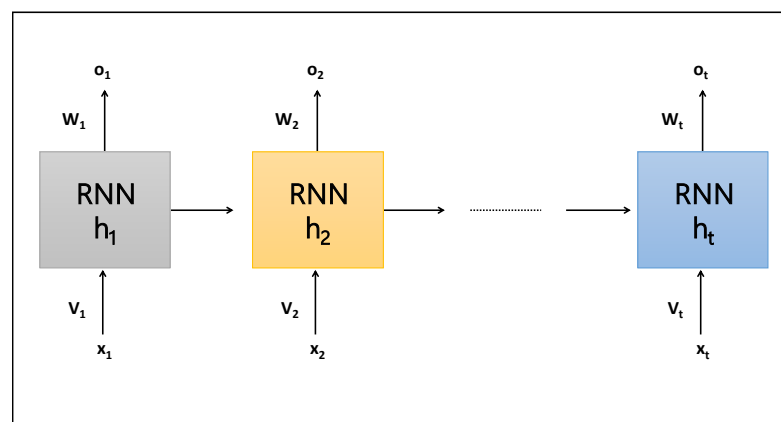 o₁ o₂ oₜ
W₁ W₂ Wₜ
RNN RNN RNN
h₁ h₂ hₜ
V₁ V₂ Vₜ
x₁ x₂ xₜ